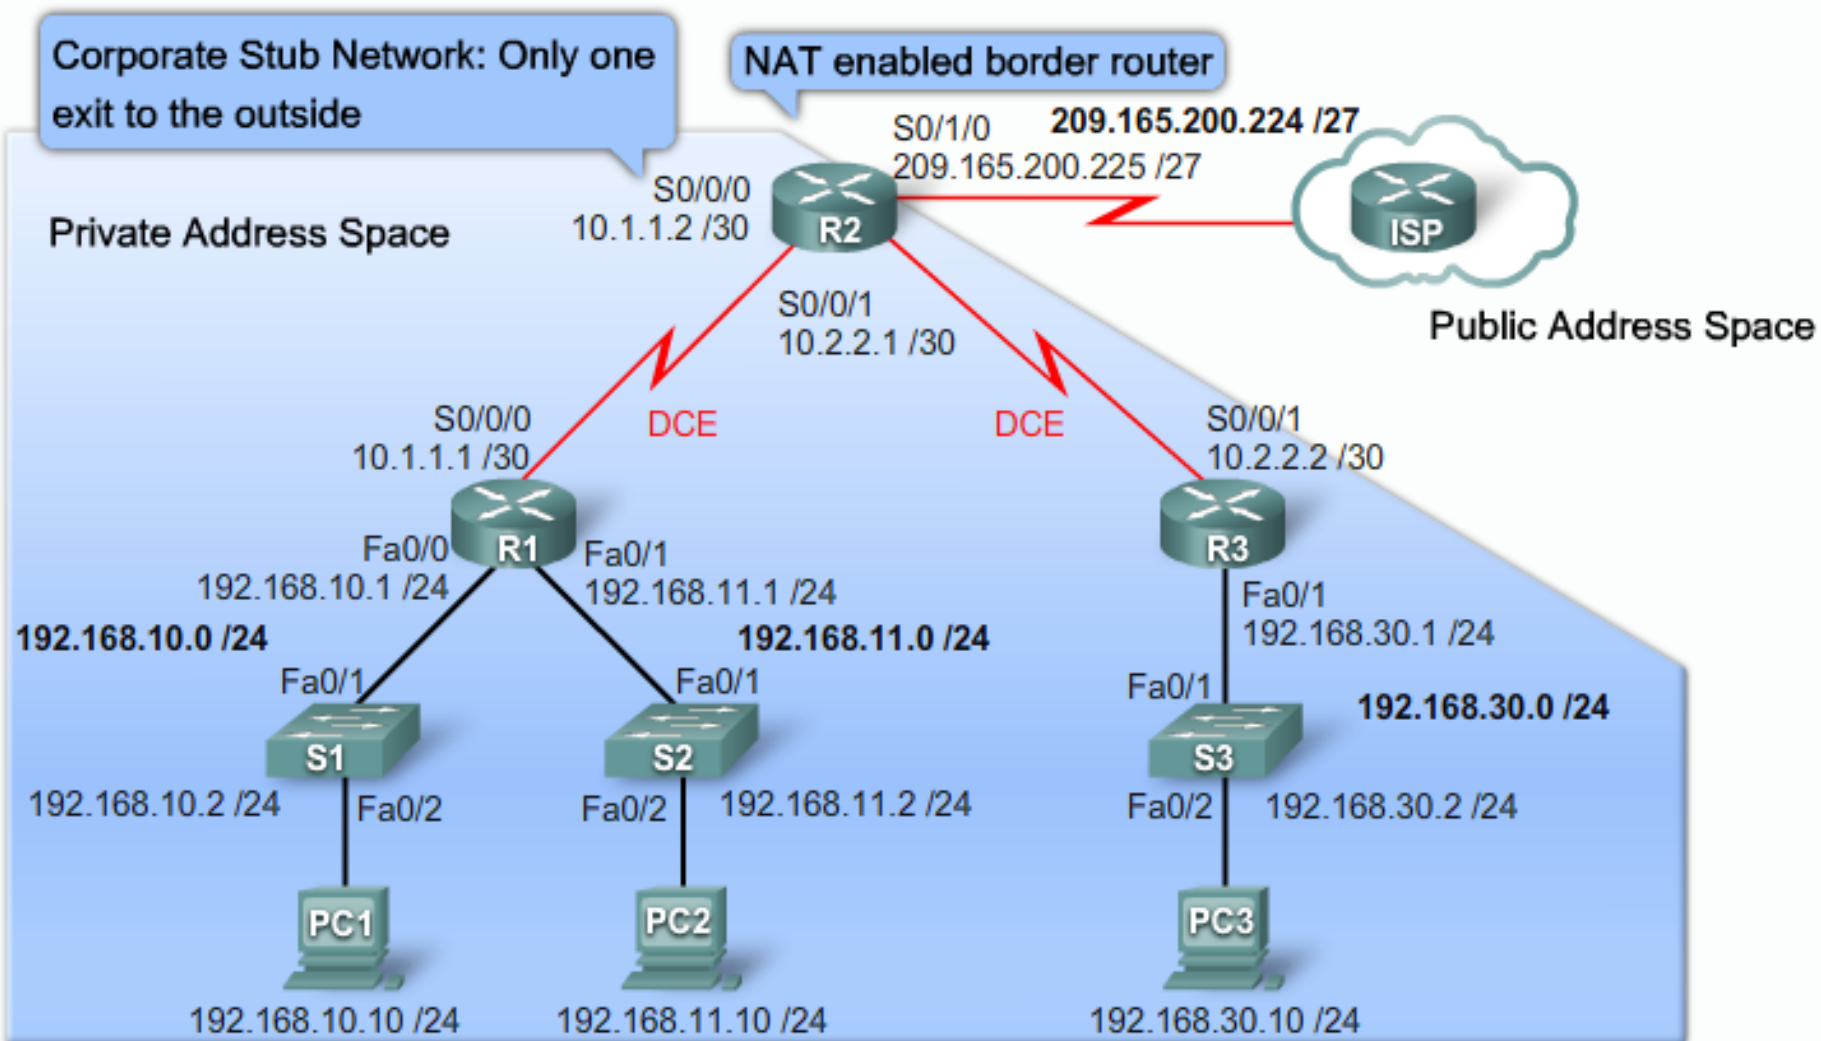 Corporate Stub Network: Only one
exit to the outside
NAT enabled border router
S0/1/0
209.165.200.224 /27
209.165.200.225 /27
S0/0/0
10.1.1.2 /30
R2
ISP
Private Address Space
S0/0/1
10.2.2.1 /30
Public Address Space
S0/0/0
10.1.1.1 /30
DCE
DCE
S0/0/1
10.2.2.2 /30
R1
R3
Fa0/0
192.168.10.1 /24
Fa0/1
192.168.11.1 /24
Fa0/1
192.168.30.1 /24
192.168.10.0 /24
192.168.11.0 /24
Fa0/1
Fa0/1
Fa0/1
192.168.30.0 /24
S1
S2
S3
192.168.10.2 /24
Fa0/2
Fa0/2
192.168.11.2 /24
Fa0/2
192.168.30.2 /24
PC1
PC2
PC3
192.168.10.10 /24
192.168.11.10 /24
192.168.30.10 /24